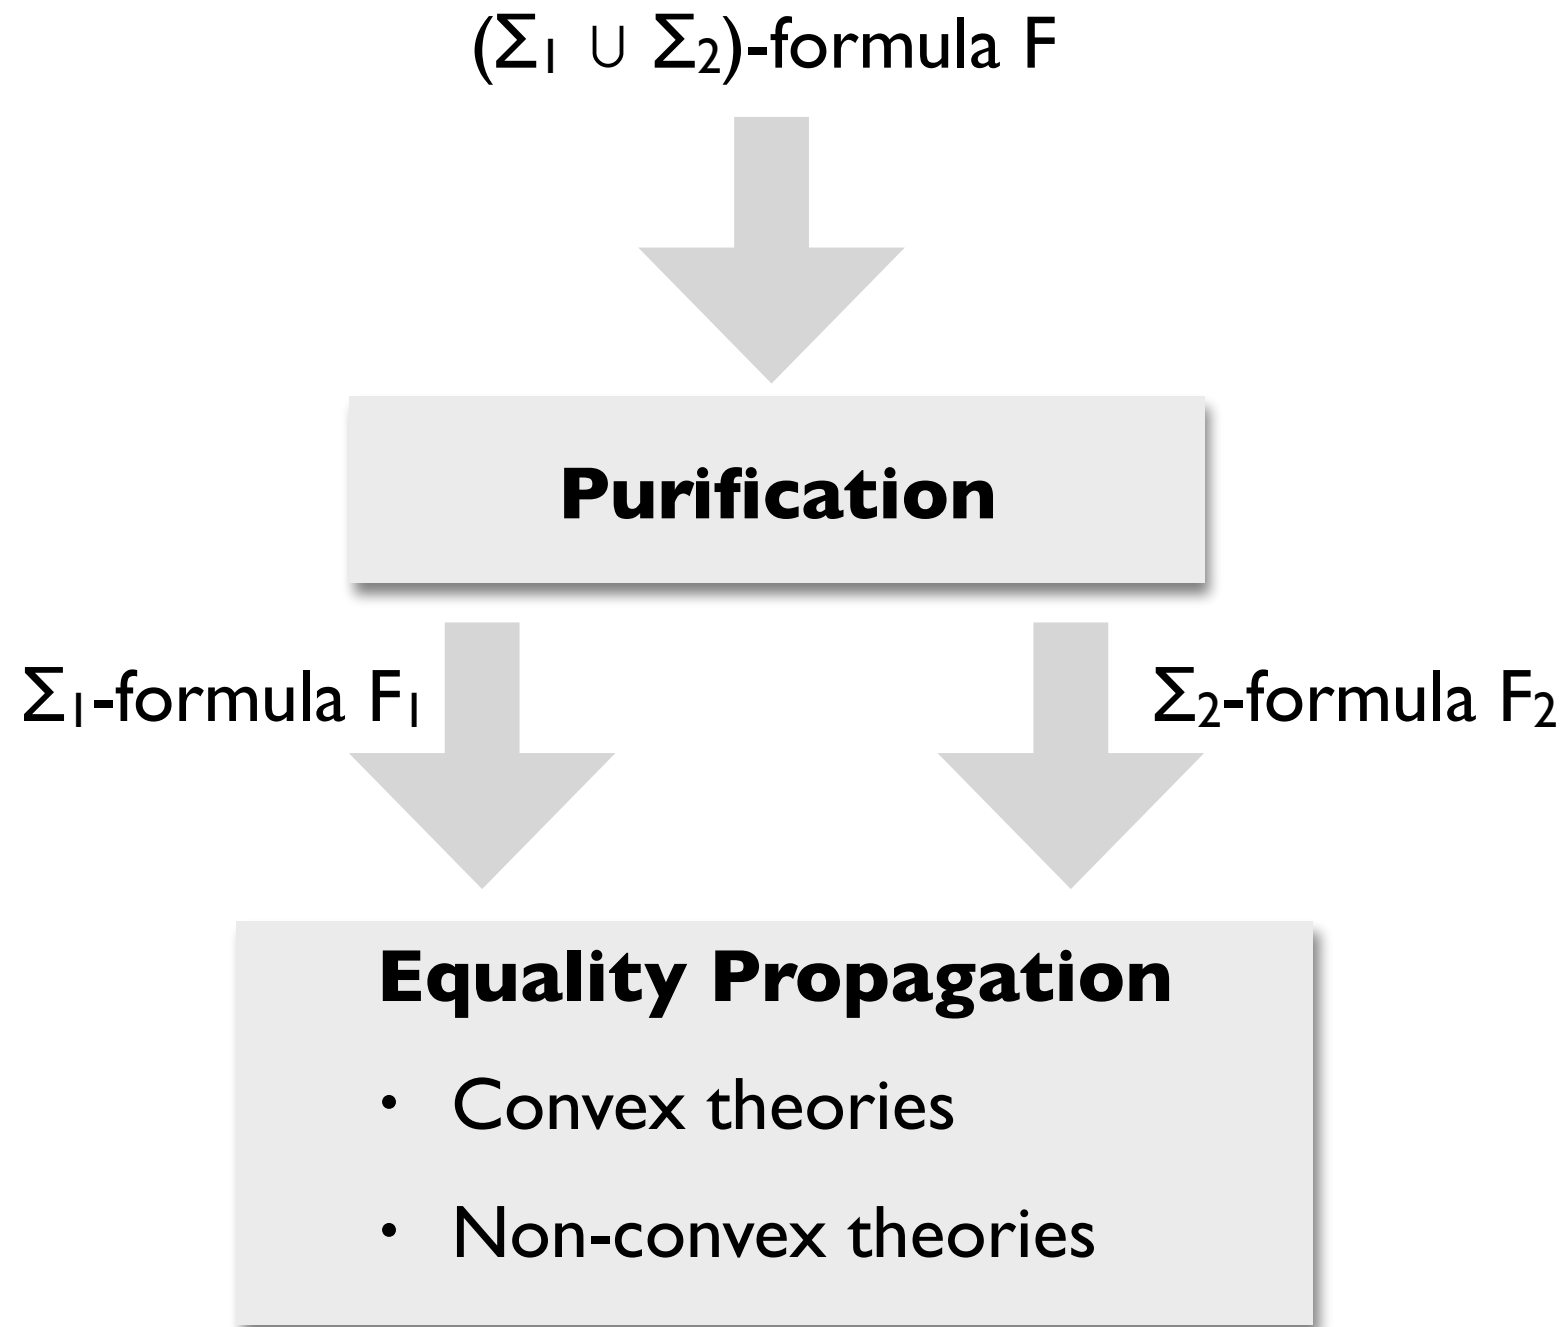 (Σ₁ ∪ Σ₂)-formula F
Purification
Σ₁-formula F₁
Σ₂-formula F₂
Equality Propagation
• Convex theories
• Non-convex theories